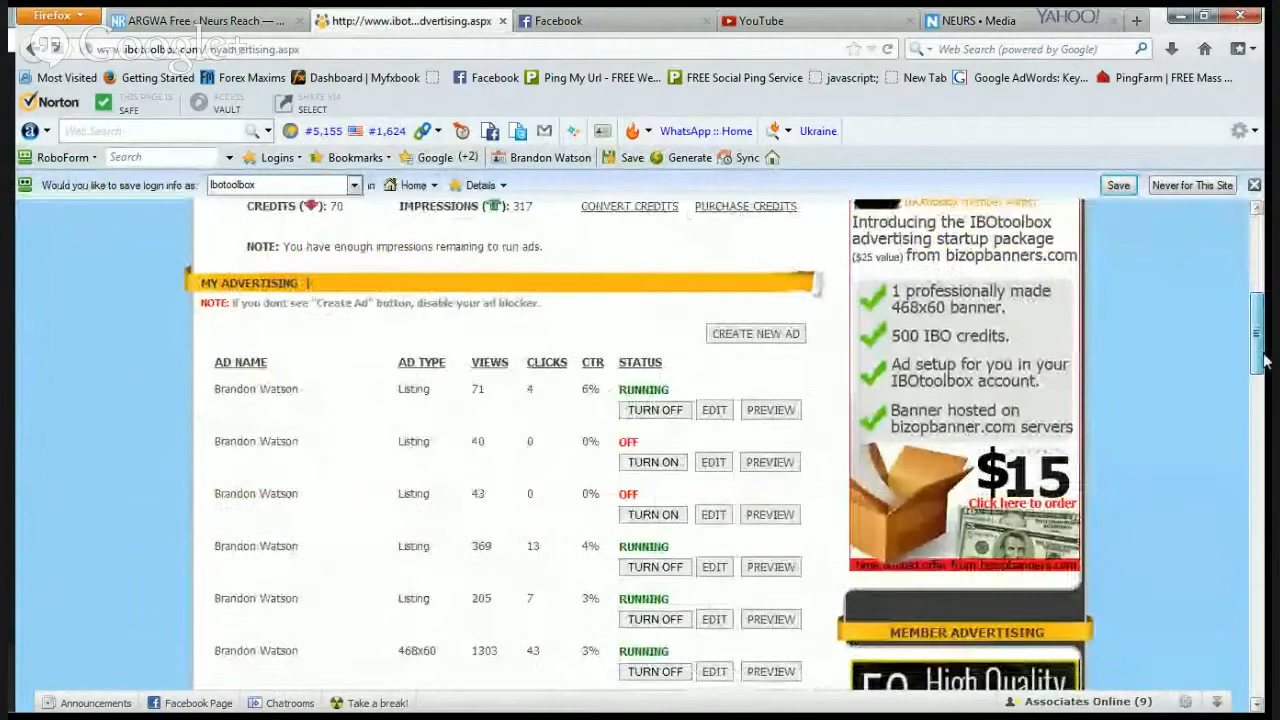 Firefox
ARGWA Free - Neurs Reach — ...
http://www.ibot...dvertising.aspx
Facebook
YouTube
NEURS • Media
YAHOO!
Google+
Web Search (powered by Google)
Most Visited
Getting Started
Forex Maxims
Dashboard | Myfxbook
Facebook
Ping My Url - FREE We...
FREE Social Ping Service
javascript:;
New Tab
Google AdWords: Key...
PingFarm | FREE Mass ...
Norton
THIS PAGE IS SAFE
ACCESS VAULT
SHARE VIA SELECT
Web Search
#5,155
#1,624
WhatsApp :: Home
Ukraine
RoboForm
Search
Logins
Bookmarks
Google (+2)
Brandon Watson
Save
Generate
Sync
Would you like to save login info as:
Ibotoolbox
in
Home
Details
Save
Never for This Site
CREDITS ( ): 70
IMPRESSIONS ( ): 317
CONVERT CREDITS
PURCHASE CREDITS
NOTE: You have enough impressions remaining to run ads.
MY ADVERTISING |
NOTE: if you dont see "Create Ad" button, disable your ad blocker.
CREATE NEW AD
AD NAME AD TYPE VIEWS CLICKS CTR STATUS
Brandon Watson Listing 71 4 6% RUNNING
TURN OFF EDIT PREVIEW
Brandon Watson Listing 40 0 0% OFF
TURN ON EDIT PREVIEW
Brandon Watson Listing 43 0 0% OFF
TURN ON EDIT PREVIEW
Brandon Watson Listing 369 13 4% RUNNING
TURN OFF EDIT PREVIEW
Brandon Watson Listing 205 7 3% RUNNING
TURN OFF EDIT PREVIEW
Brandon Watson 468x60 1303 43 3% RUNNING
TURN OFF EDIT PREVIEW
Introducing the IBOtoolbox
advertising startup package
($25 value) from bizopbanners.com
1 professionally made
468x60 banner.
500 IBO credits.
Ad setup for you in your
IBOtoolbox account.
Banner hosted on
bizopbanner.com servers
$15
Click here to order
MEMBER ADVERTISING
High Quality
Announcements
Facebook Page
Chatrooms
Take a break!
Associates Online (9)